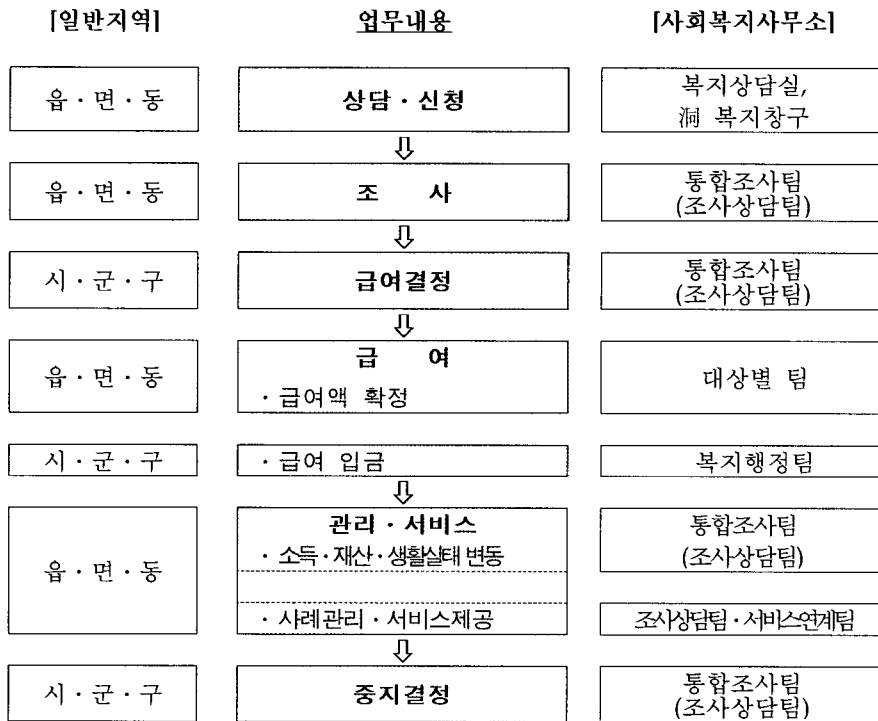 [일반지역] 업무내용 [사회복지사무소]
읍·면·동 상담·신청 복지상담실,
洞 복지창구
⇩
읍·면·동 조 사 통합조사팀
(조사상담팀)
⇩
시·군·구 급여결정 통합조사팀
(조사상담팀)
⇩
읍·면·동 급 여 대상별 팀
· 급여액 확정
시·군·구 · 급여 입금 복지행정팀
⇩
읍·면·동 관리·서비스 통합조사팀
· 소득·재산·생활실태 변동 (조사상담팀)
· 사례관리·서비스제공 조사상담팀·서비스연계팀
⇩
시·군·구 중지결정 통합조사팀
(조사상담팀)